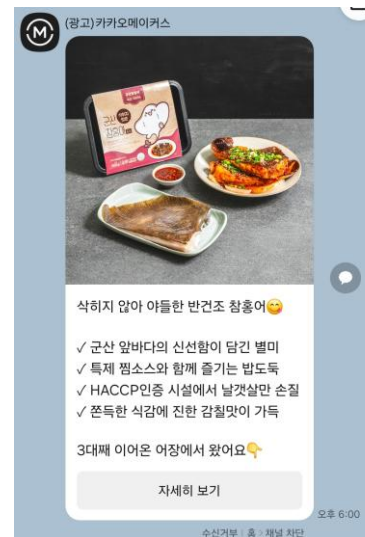 (광고)카카오메이커스
군산
참홍어
삭히지 않아 야들한 반건조 참홍어😋
✓ 군산 앞바다의 신선함이 담긴 별미
✓ 특제 찜소스와 함께 즐기는 밥도둑
✓ HACCP인증 시설에서 날갯살만 손질
✓ 쫀득한 식감에 진한 감칠맛이 가득
3대째 이어온 어장에서 왔어요👇
자세히 보기
오후 6:00
수신거부 | 홈 > 채널 차단